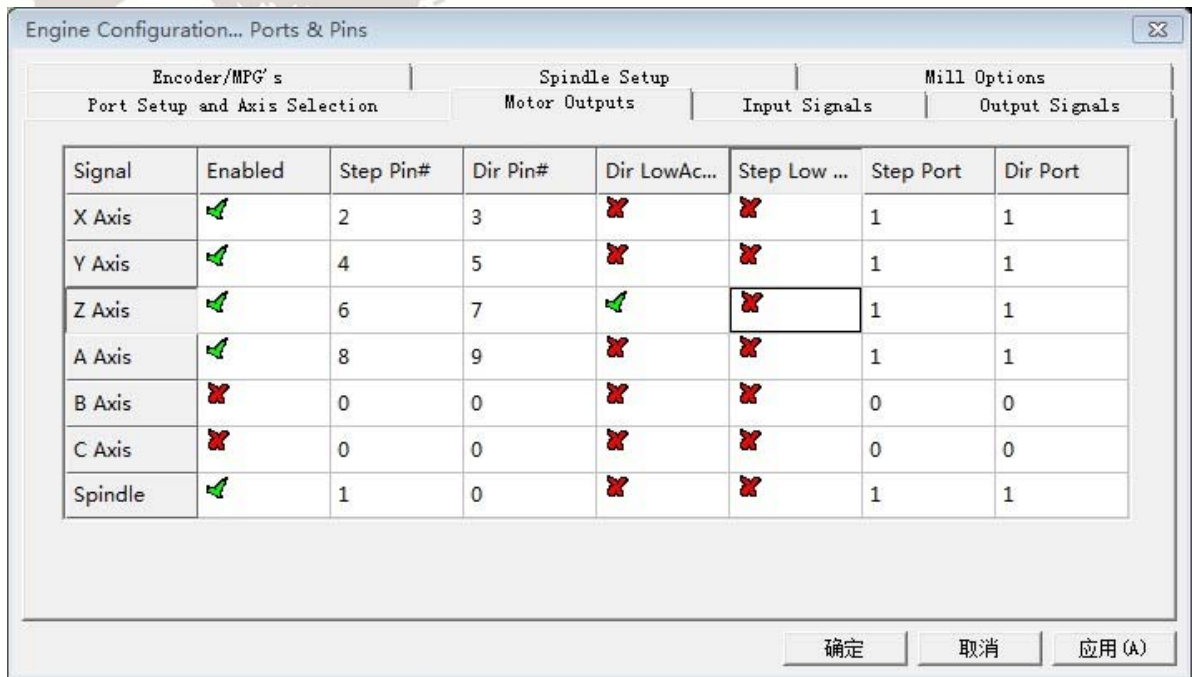 Engine Configuration... Ports & Pins
Encoder/MPG's Spindle Setup Mill Options
Port Setup and Axis Selection Motor Outputs Input Signals Output Signals
Signal Enabled Step Pin# Dir Pin# Dir LowAc... Step Low ... Step Port Dir Port
X Axis 2 3 1 1
Y Axis 4 5 1 1
Z Axis 6 7 1 1
A Axis 8 9 1 1
B Axis 0 0 0 0
C Axis 0 0 0 0
Spindle 1 0 1 1
确定 取消 应用(A)